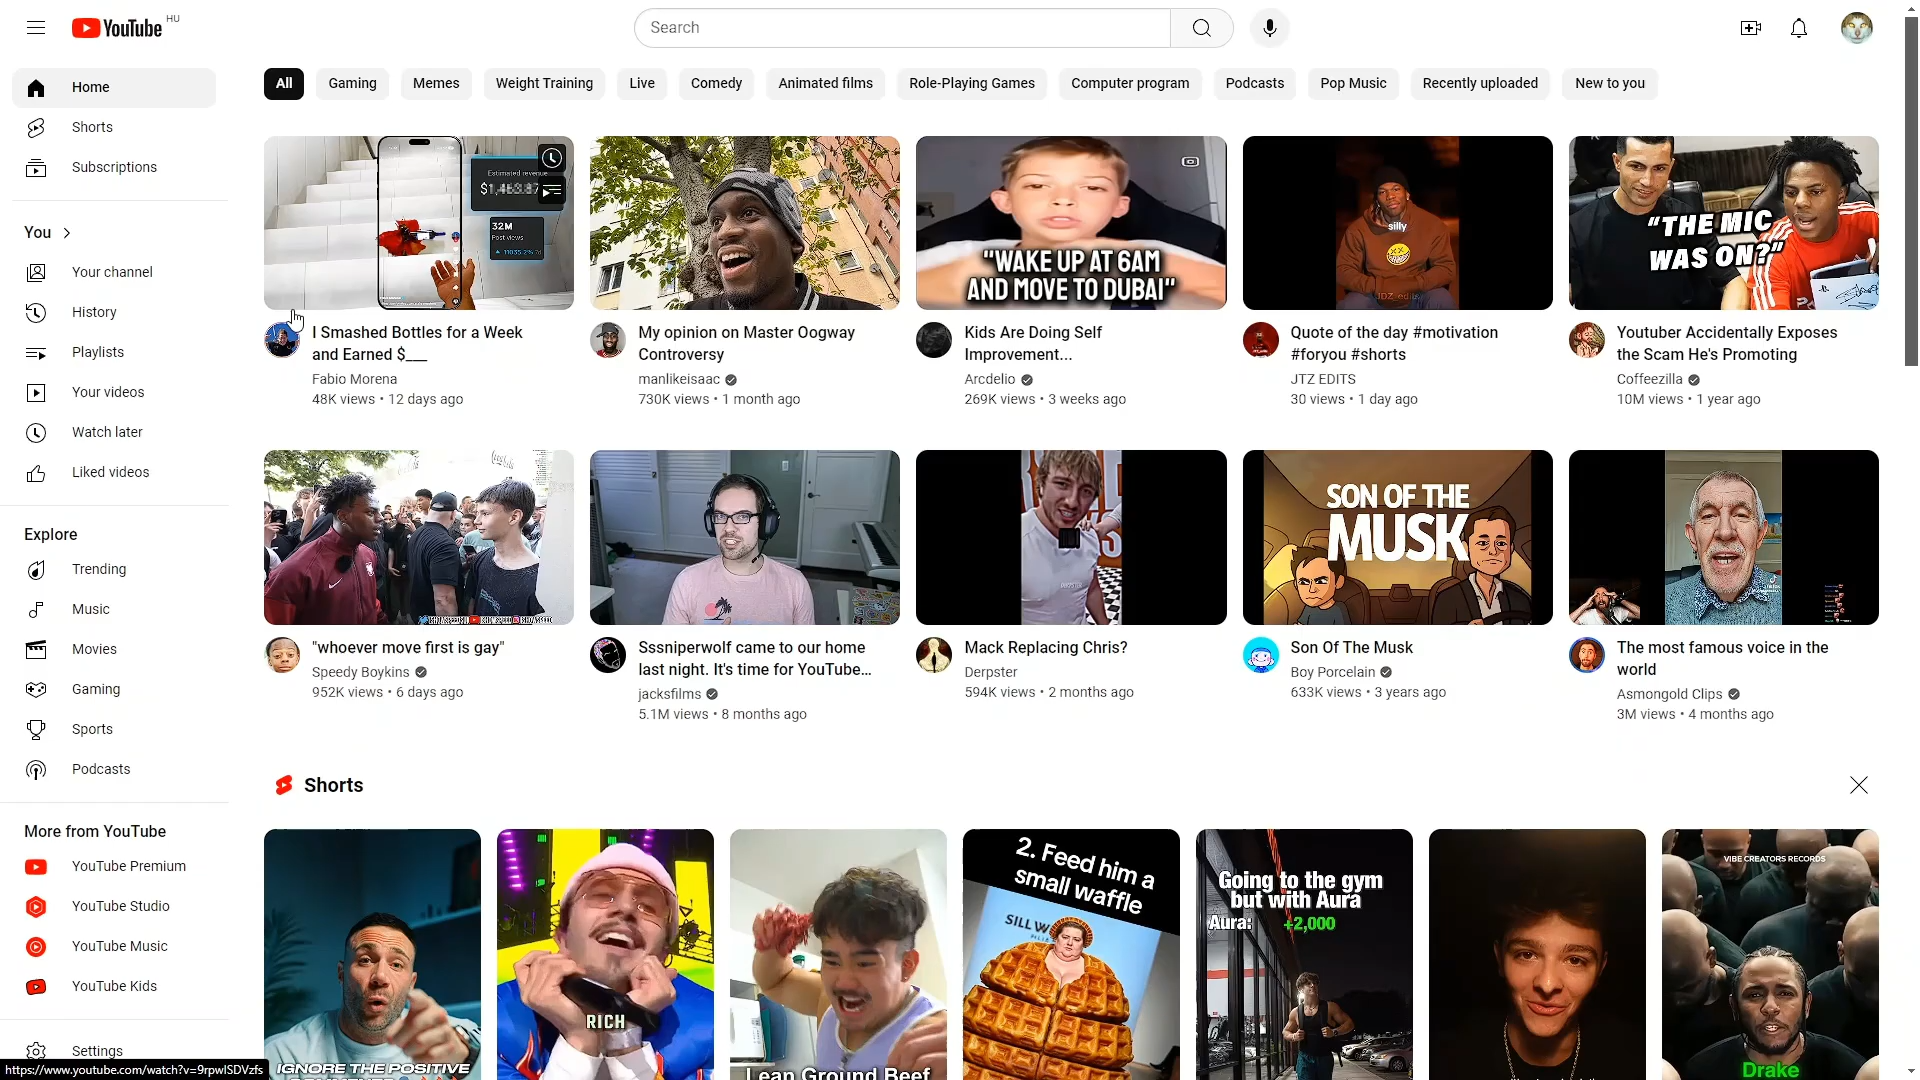 YouTube HU
Search
Home
Shorts
Subscriptions
You
Your channel
History
Playlists
Your videos
Watch later
Liked videos
Explore
Trending
Music
Movies
Gaming
Sports
Podcasts
More from YouTube
YouTube Premium
YouTube Studio
YouTube Music
YouTube Kids
Settings
https://www.youtube.com/watch?v=9rpwISDVzfs
All Gaming Memes Weight Training Live Comedy Animated films Role-Playing Games Computer program Podcasts Pop Music Recently uploaded New to you
Estimated revenue
32M
Post views
I Smashed Bottles for a Week
and Earned $___
Fabio Morena
48K views • 12 days ago
My opinion on Master Oogway
Controversy
manlikeisaac
730K views • 1 month ago
"WAKE UP AT 6AM
AND MOVE TO DUBAI"
Kids Are Doing Self
Improvement...
Arcdelio
269K views • 3 weeks ago
silly
Quote of the day #motivation
#foryou #shorts
JTZ EDITS
30 views • 1 day ago
"THE MIC
WAS ON?"
Youtuber Accidentally Exposes
the Scam He's Promoting
Coffeezilla
10M views • 1 year ago
"whoever move first is gay"
Speedy Boykins
952K views • 6 days ago
Sssniperwolf came to our home
last night. It's time for YouTube...
jacksfilms
5.1M views • 8 months ago
Mack Replacing Chris?
Derpster
594K views • 2 months ago
SON OF THE
MUSK
Son Of The Musk
Boy Porcelain
633K views • 3 years ago
The most famous voice in the
world
Asmongold Clips
3M views • 4 months ago
Shorts
IGNORE THE POSITIVE
RICH
Lean Ground Beef
2. Feed him a
small waffle
Going to the gym
but with Aura
Aura: +2,000
VIBE CREATORS RECORDS
Drake